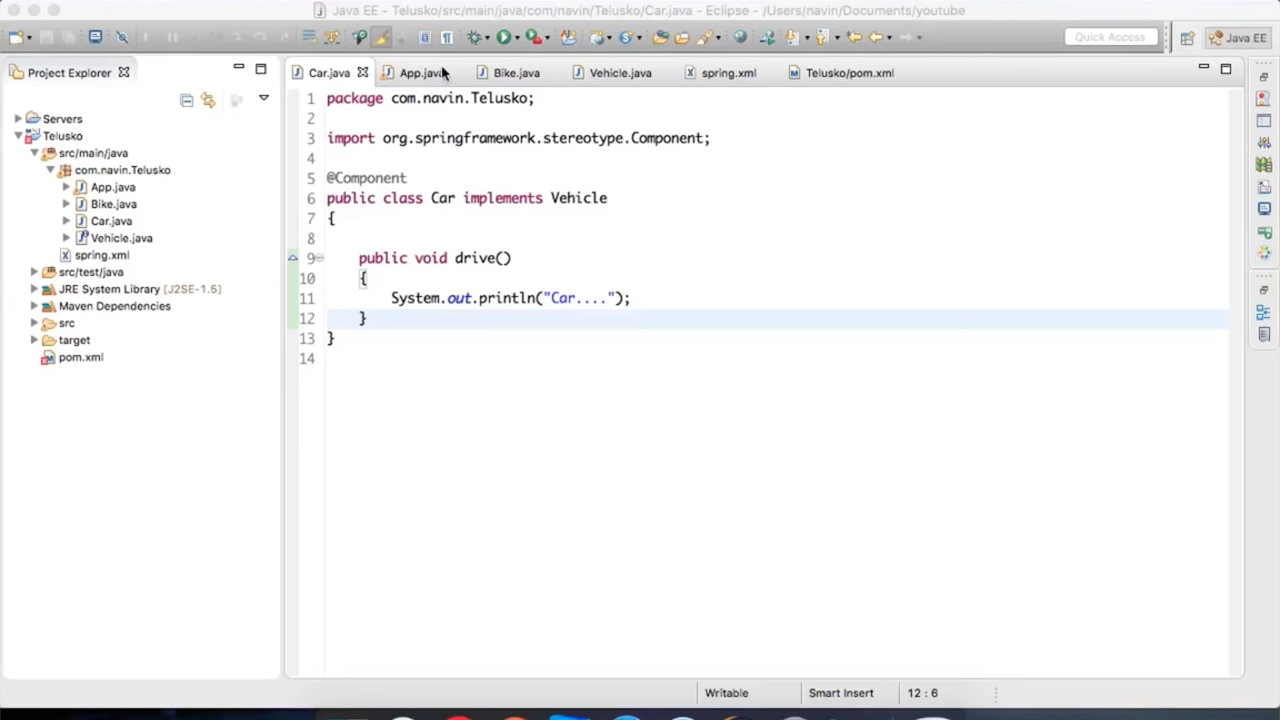 Java EE - Telusko/src/main/java/com/navin/Telusko/Car.java - Eclipse - /Users/navin/Documents/youtube
Quick Access
Java EE
Project Explorer
Car.java
App.java
Bike.java
Vehicle.java
spring.xml
Telusko/pom.xml
Servers
Telusko
src/main/java
com.navin.Telusko
App.java
Bike.java
Car.java
Vehicle.java
spring.xml
src/test/java
JRE System Library [J2SE-1.5]
Maven Dependencies
src
target
pom.xml
1 package com.navin.Telusko;
2
3 import org.springframework.stereotype.Component;
4
5 @Component
6 public class Car implements Vehicle
7 {
8
9 public void drive()
10 {
11 System.out.println("Car....");
12 }
13 }
14
Writable
Smart Insert
12 : 6